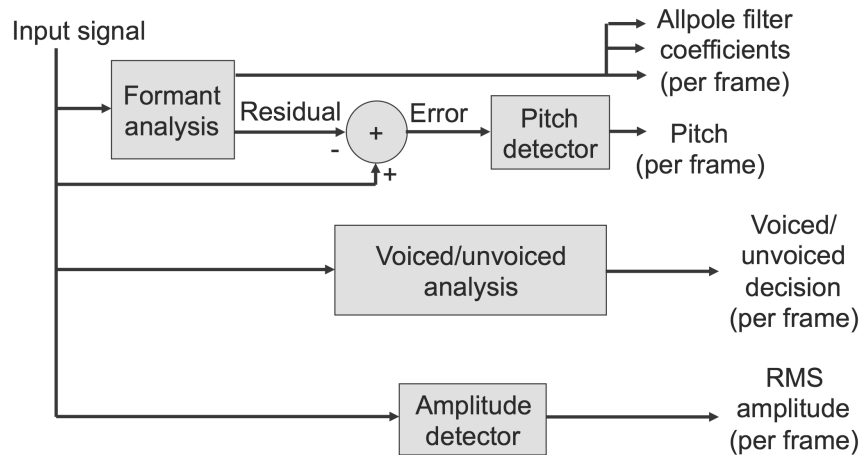 Input signal
Allpole filter
coefficients
(per frame)
Formant
analysis
Residual
-
+
+
Error
Pitch
detector
Pitch
(per frame)
Voiced/unvoiced
analysis
Voiced/
unvoiced
decision
(per frame)
Amplitude
detector
RMS
amplitude
(per frame)